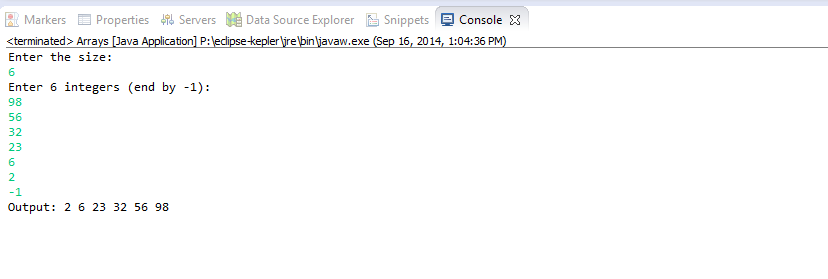 Markers Properties Servers Data Source Explorer Snippets Console
<terminated> Arrays [Java Application] P:\eclipse-kepler\jre\bin\javaw.exe (Sep 16, 2014, 1:04:36 PM)
Enter the size:
6
Enter 6 integers (end by -1):
98
56
32
23
6
2
-1
Output: 2 6 23 32 56 98